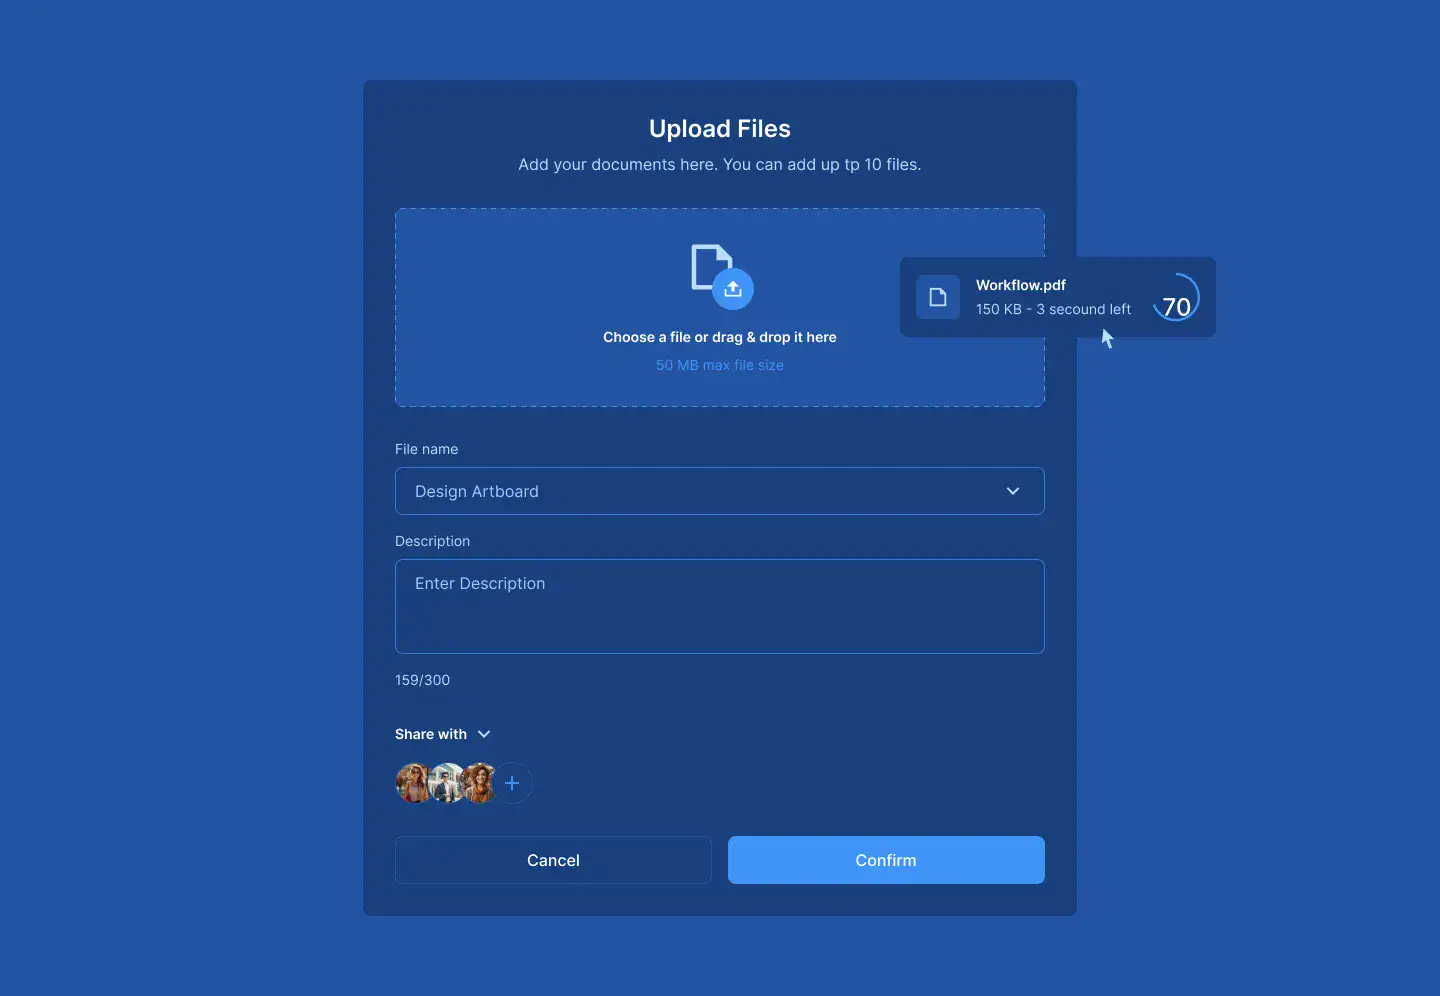 Upload Files
Add your documents here. You can add up tp 10 files.
Workflow.pdf
150 KB - 3 secound left
70
Choose a file or drag & drop it here
50 MB max file size
File name
Design Artboard
Description
Enter Description
159/300
Share with
Cancel
Confirm